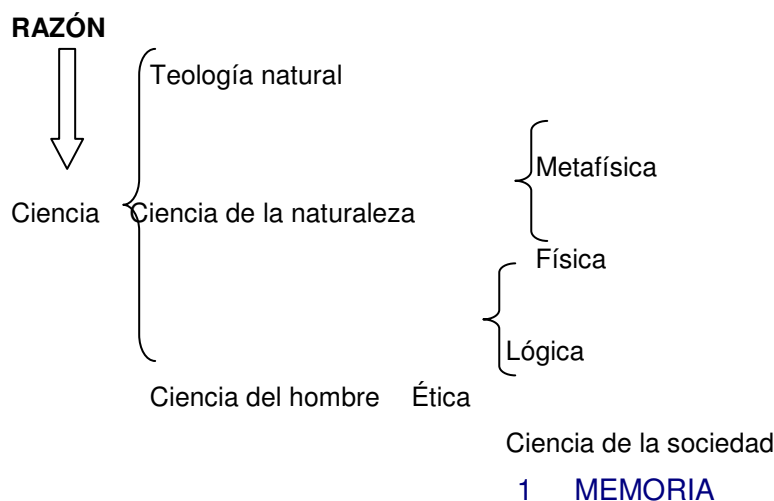 RAZÓN
Teología natural
Metafísica
Ciencia Ciencia de la naturaleza
Física
Lógica
Ciencia del hombre Ética
Ciencia de la sociedad
1 MEMORIA